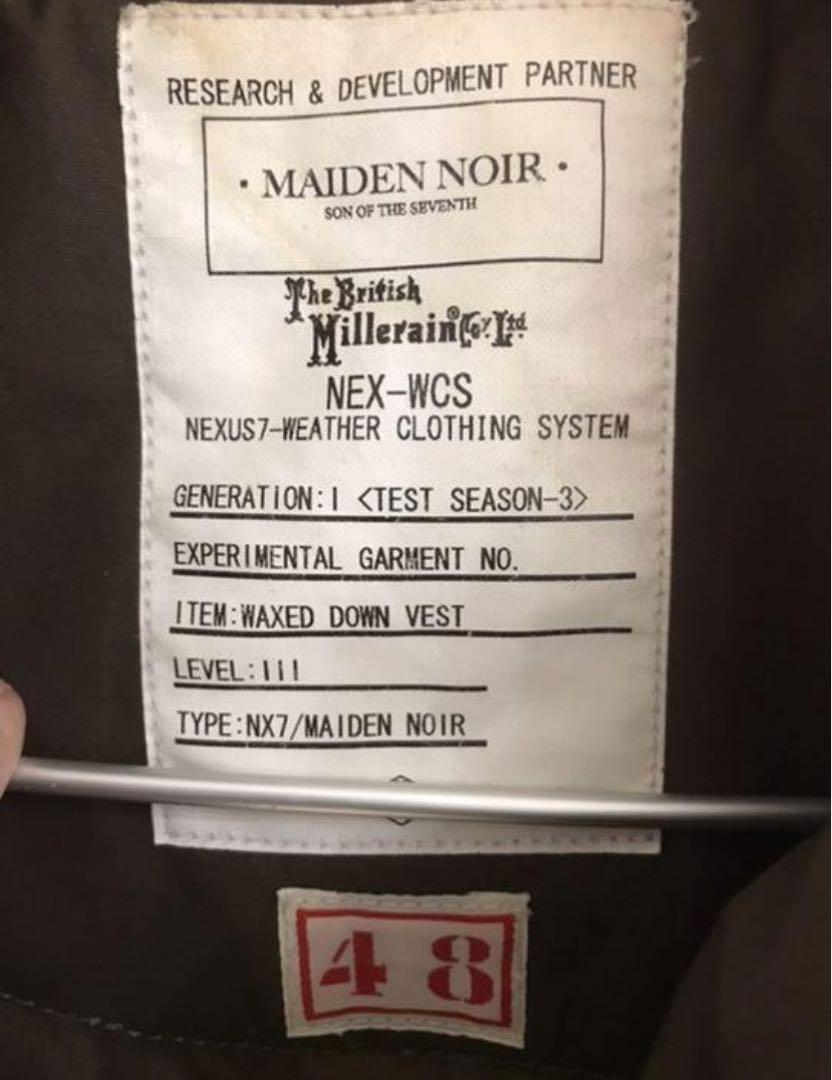 RESEARCH & DEVELOPMENT PARTNER
· MAIDEN NOIR ·
SON OF THE SEVENTH
The British
Millerain® Coy. Ltd.
NEX-WCS
NEXUS7-WEATHER CLOTHING SYSTEM
GENERATION:I <TEST SEASON-3>
EXPERIMENTAL GARMENT NO.
ITEM:WAXED DOWN VEST
LEVEL:III
TYPE:NX7/MAIDEN NOIR
48